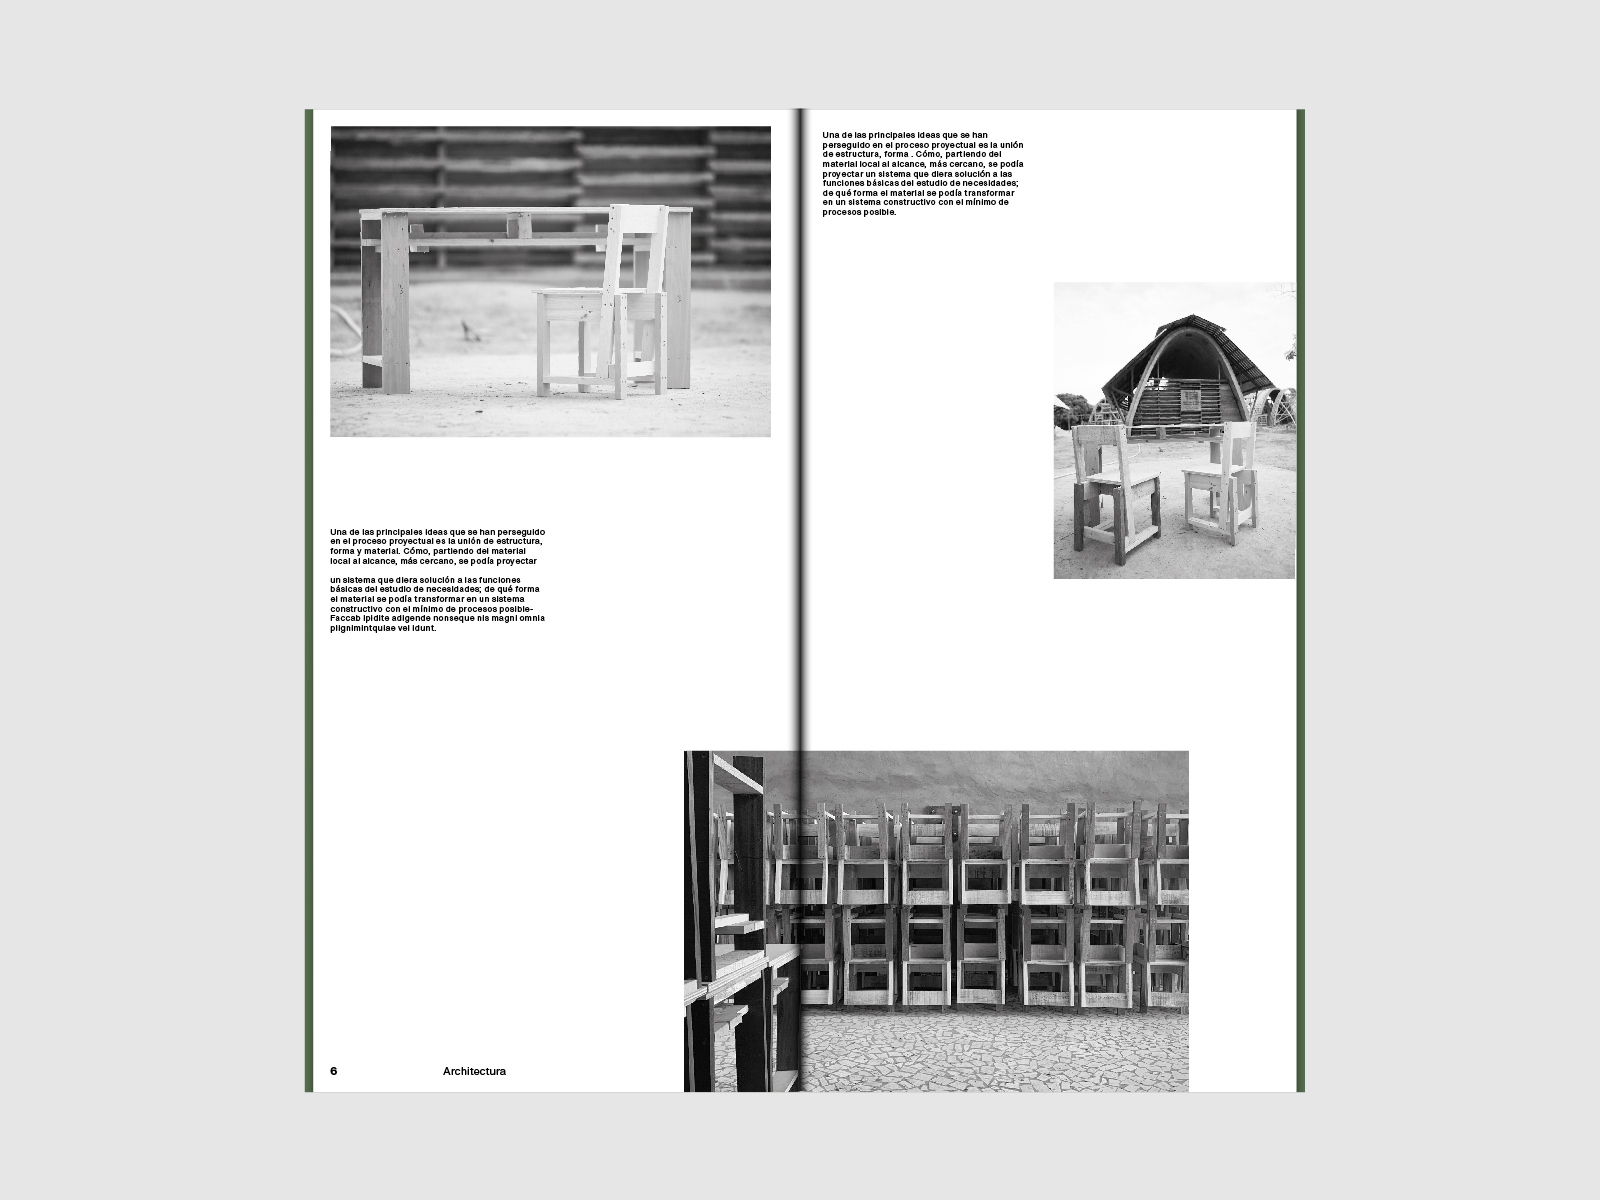 Una de las principales ideas que se han perseguido
en el proceso proyectual es la unión de estructura,
forma y material. Cómo, partiendo del material
local al alcance, más cercano, se podía proyectar
un sistema que diera solución a las funciones
básicas del estudio de necesidades; de qué forma
el material se podía transformar en un sistema
constructivo con el mínimo de procesos posible-
Faccab ipidite adigende nonseque nis magni omnia
plignimintquiae vel idunt.
6
Architectura
Una de las principales ideas que se han
perseguido en el proceso proyectual es la unión
de estructura, forma . Cómo, partiendo del
material local al alcance, más cercano, se podía
proyectar un sistema que diera solución a las
funciones básicas del estudio de necesidades;
de qué forma el material se podía transformar
en un sistema constructivo con el mínimo de
procesos posible.